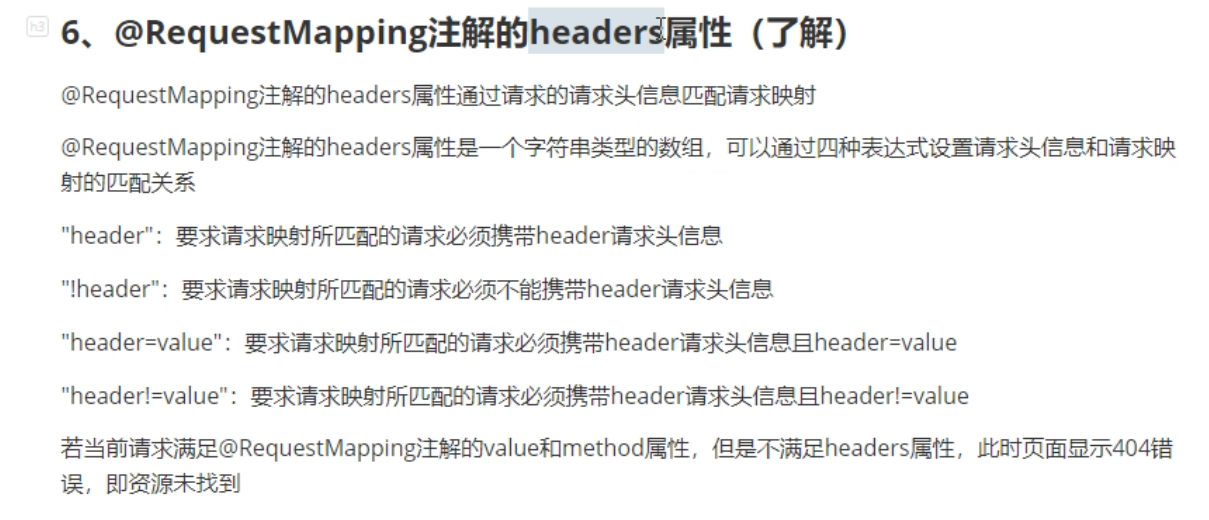 h3
6、@RequestMapping注解的headers属性（了解）
@RequestMapping注解的headers属性通过请求的请求头信息匹配请求映射
@RequestMapping注解的headers属性是一个字符串类型的数组，可以通过四种表达式设置请求头信息和请求映
射的匹配关系
"header"：要求请求映射所匹配的请求必须携带header请求头信息
"!header"：要求请求映射所匹配的请求必须不能携带header请求头信息
"header=value"：要求请求映射所匹配的请求必须携带header请求头信息且header=value
"header!=value"：要求请求映射所匹配的请求必须携带header请求头信息且header!=value
若当前请求满足@RequestMapping注解的value和method属性，但是不满足headers属性，此时页面显示404错
误，即资源未找到